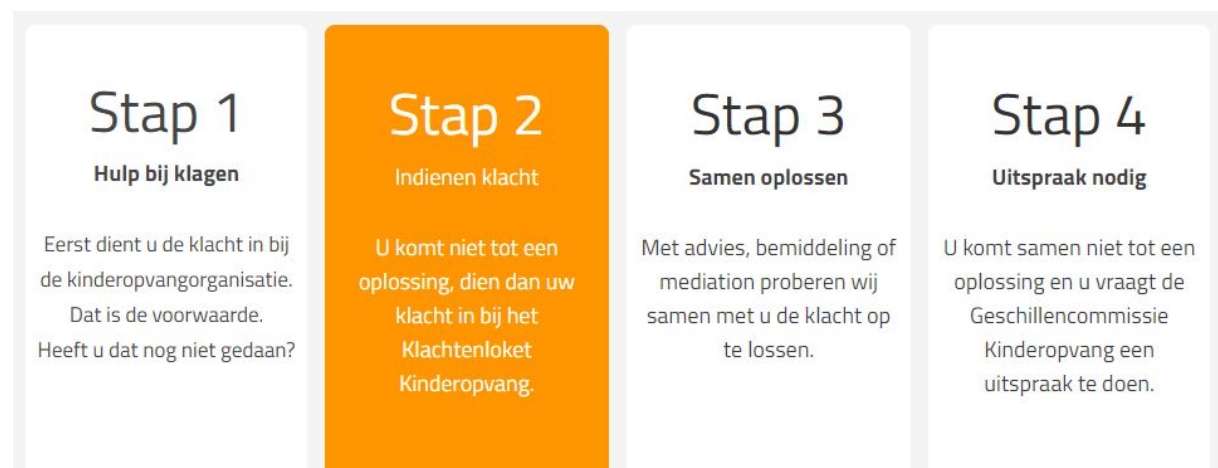 Stap 1
Hulp bij klagen
Eerst dient u de klacht in bij
de kinderopvangorganisatie.
Dat is de voorwaarde.
Heeft u dat nog niet gedaan?
Stap 2
Indienen klacht
U komt niet tot een
oplossing, dien dan uw
klacht in bij het
Klachtenloket
Kinderopvang.
Stap 3
Samen oplossen
Met advies, bemiddeling of
mediation proberen wij
samen met u de klacht op
te lossen.
Stap 4
Uitspraak nodig
U komt samen niet tot een
oplossing en u vraagt de
Geschillencommissie
Kinderopvang een
uitspraak te doen.